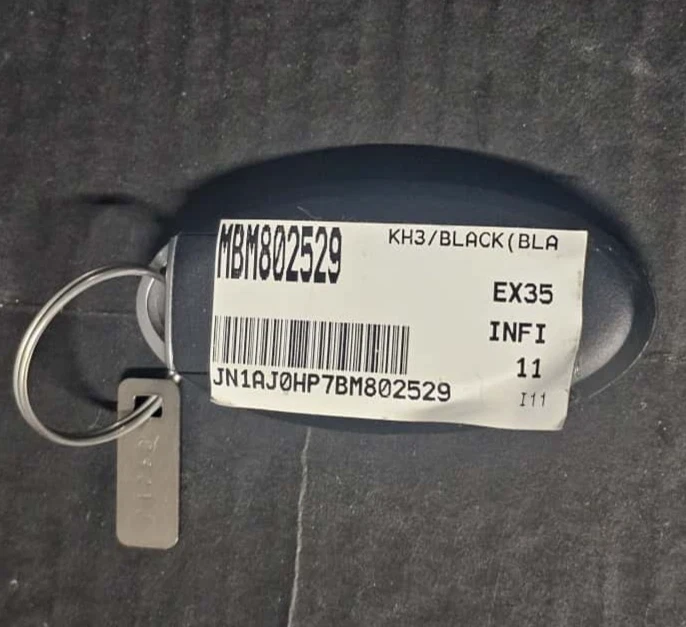 MBM802529 KH3/BLACK(BLA
EX35
INFI
11
JN1AJ0HP7BM802529
I11